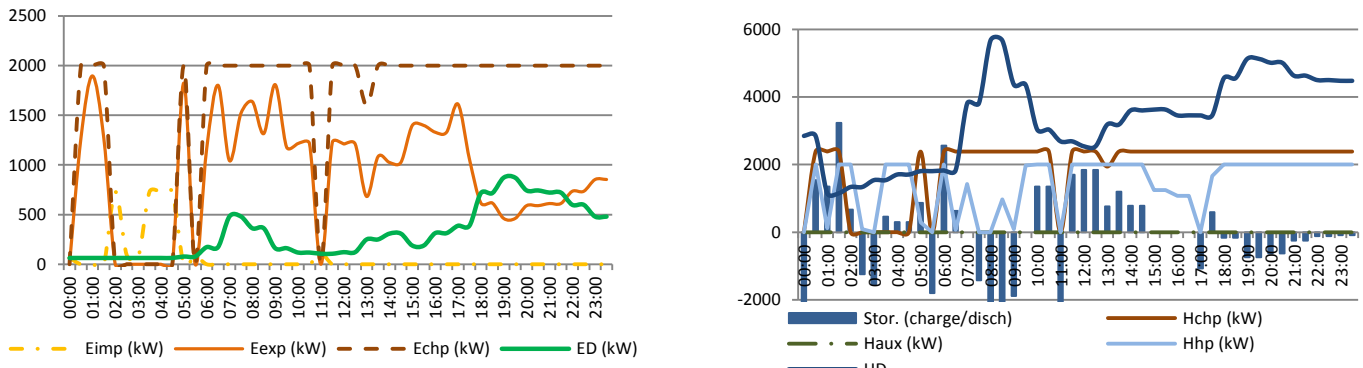 2500
2000
1500
1000
500
0
00:00 01:00 02:00 03:00 04:00 05:00 06:00 07:00 08:00 09:00 10:00 11:00 12:00 13:00 14:00 15:00 16:00 17:00 18:00 19:00 20:00 21:00 22:00 23:00
Eimp (kW) Eexp (kW) Echp (kW) ED (kW)
6000
4000
2000
0
-2000
00:00 01:00 02:00 03:00 04:00 05:00 06:00 07:00 08:00 09:00 10:00 11:00 12:00 13:00 14:00 15:00 16:00 17:00 18:00 19:00 20:00 21:00 22:00 23:00
Stor. (charge/disch) Hchp (kW)
Haux (kW) Hhp (kW)